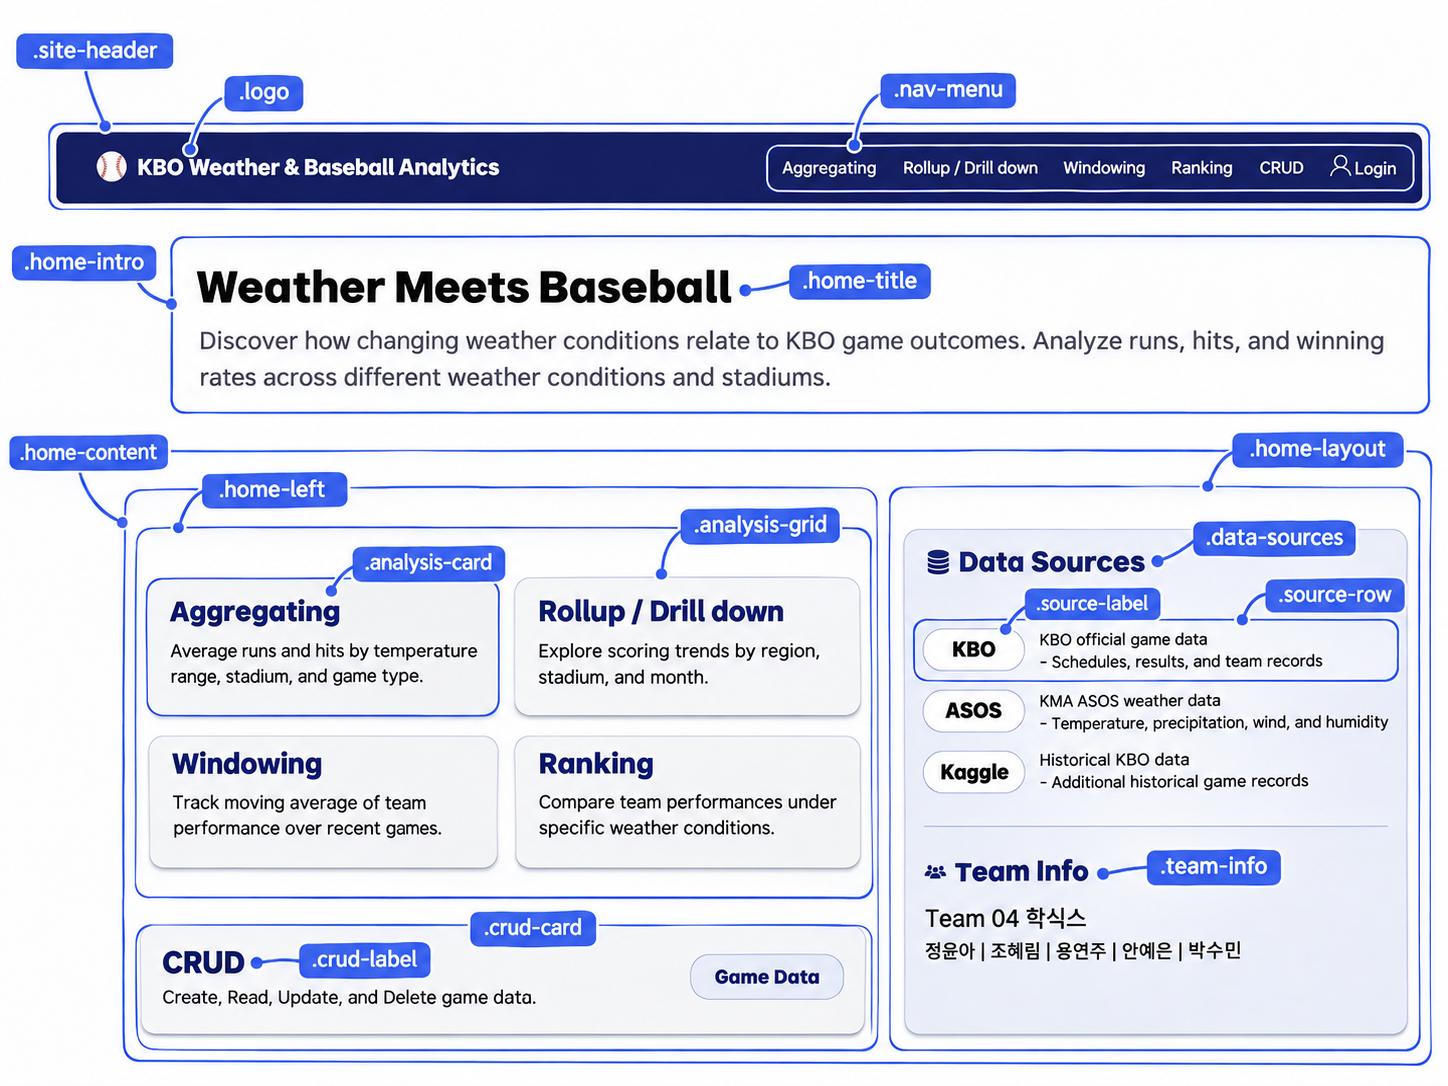 .site-header
.logo
.nav-menu
KBO Weather & Baseball Analytics
Aggregating
Rollup / Drill down
Windowing
Ranking
CRUD
Login
.home-intro
Weather Meets Baseball
.home-title
Discover how changing weather conditions relate to KBO game outcomes. Analyze runs, hits, and winning
rates across different weather conditions and stadiums.
.home-content
.home-layout
.home-left
.analysis-grid
.analysis-card
Aggregating
Average runs and hits by temperature
range, stadium, and game type.
Rollup / Drill down
Explore scoring trends by region,
stadium, and month.
Windowing
Track moving average of team
performance over recent games.
Ranking
Compare team performances under
specific weather conditions.
.crud-card
CRUD
.crud-label
Create, Read, Update, and Delete game data.
Game Data
Data Sources
.data-sources
.source-label
.source-row
KBO
KBO official game data
- Schedules, results, and team records
ASOS
KMA ASOS weather data
- Temperature, precipitation, wind, and humidity
Kaggle
Historical KBO data
- Additional historical game records
Team Info
.team-info
Team 04 학식스
정윤아 | 조혜림 | 용연주 | 안예은 | 박수민